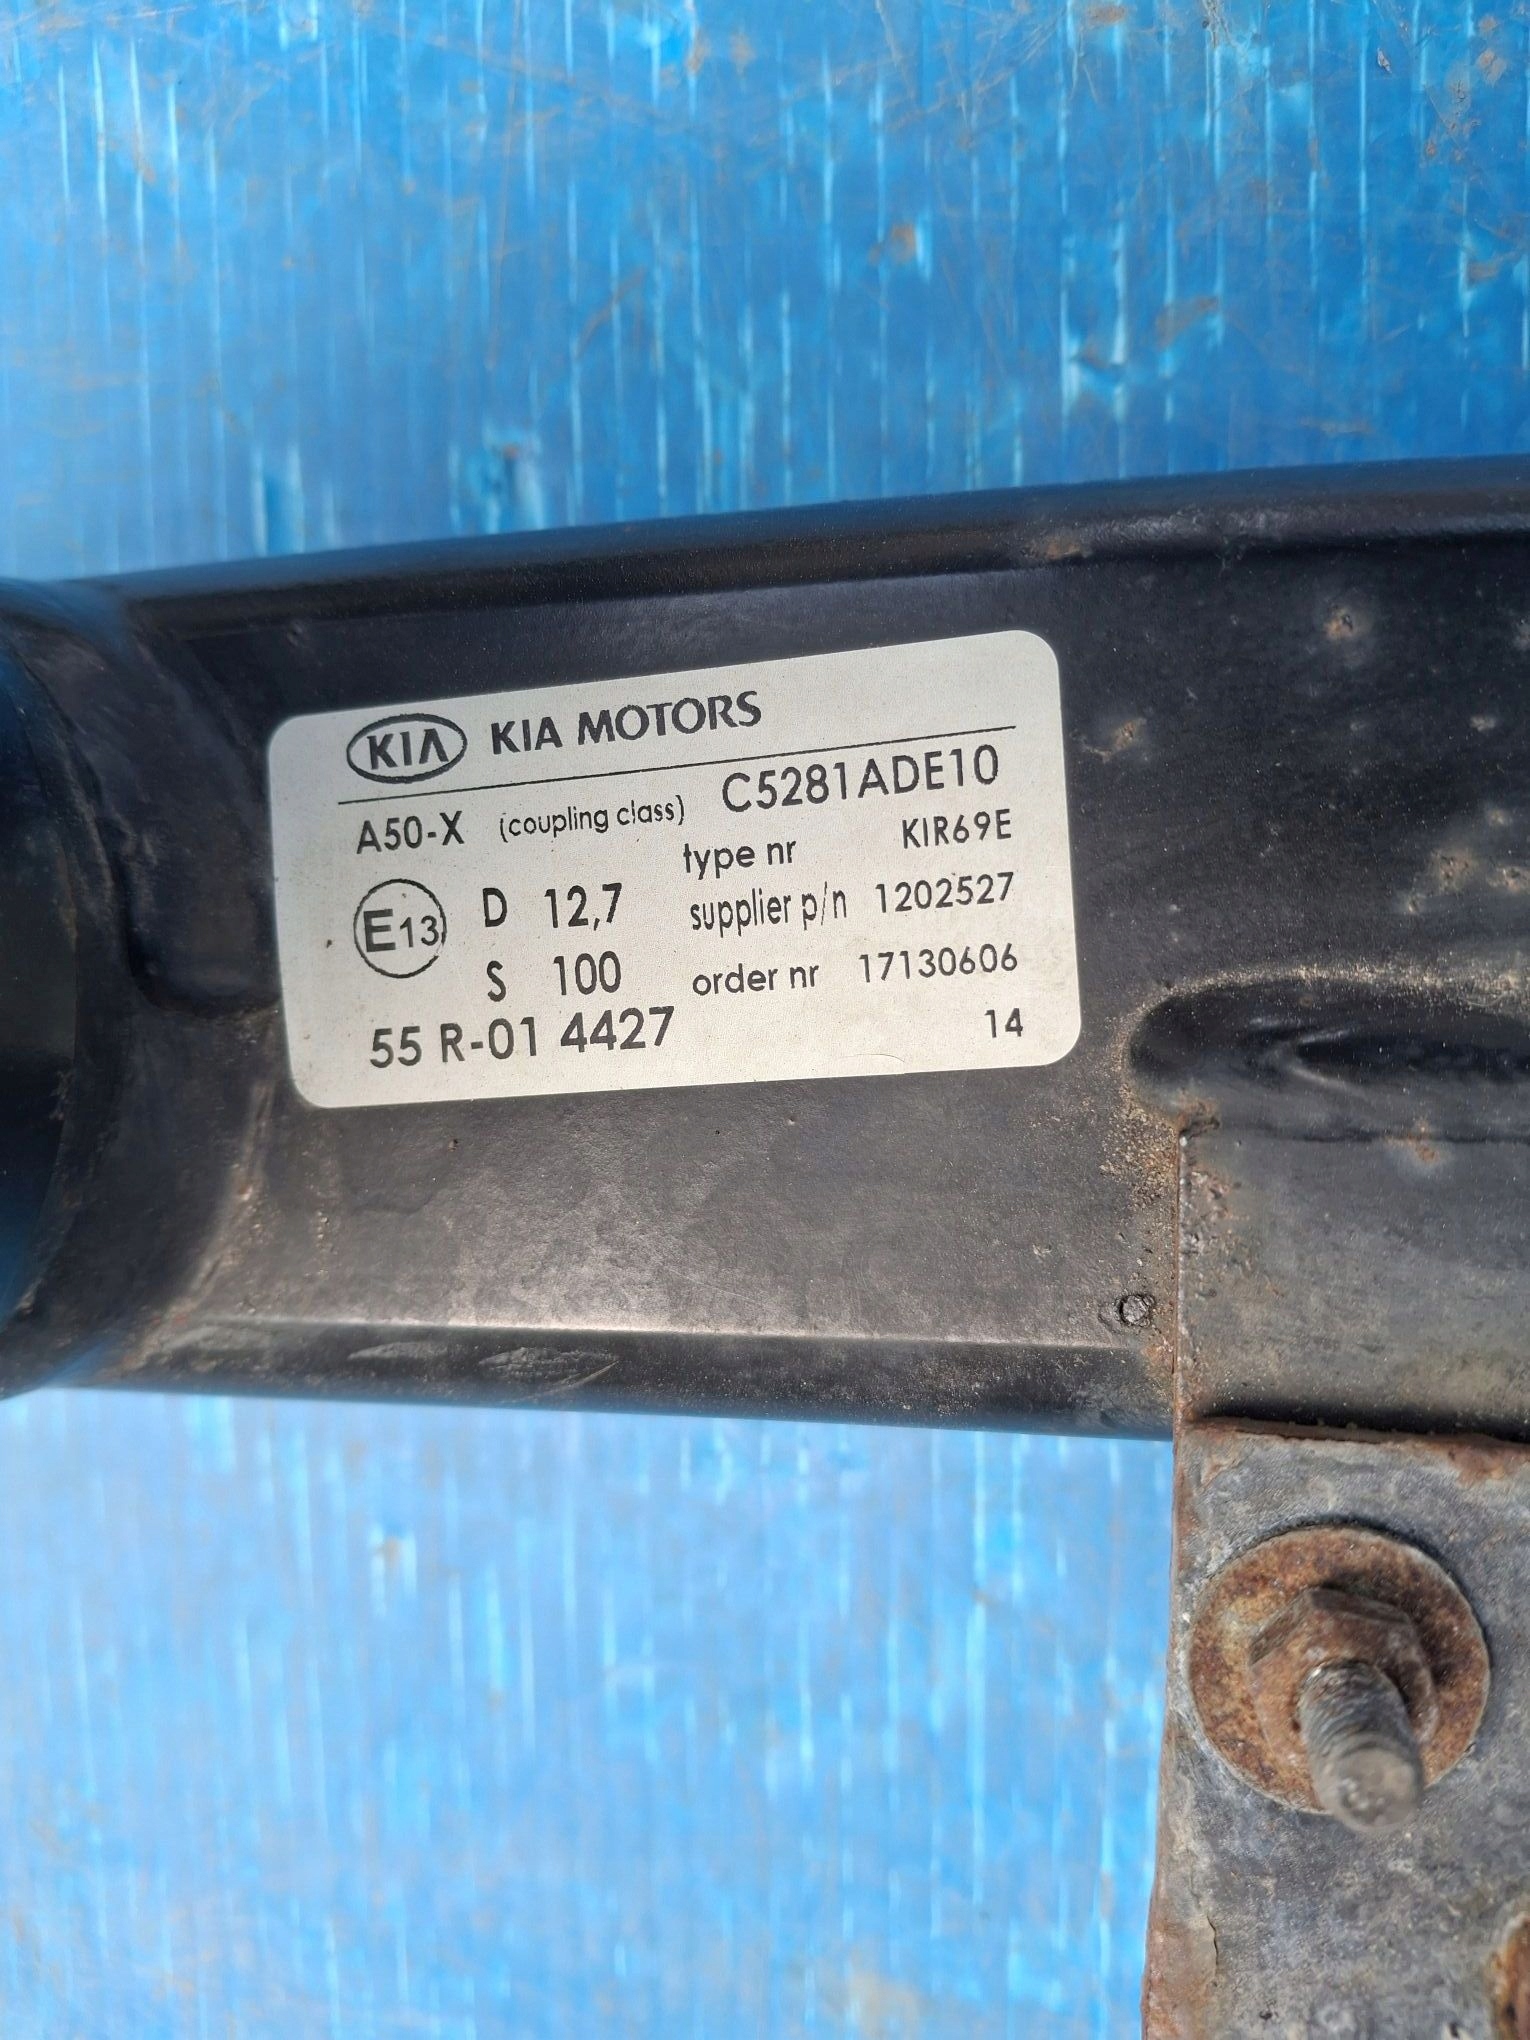 KIA KIA MOTORS
A50-X (coupling class) C5281ADE10
type nr KIR69E
E13 D 12,7 supplier p/n 1202527
S 100 order nr 17130606
55 R-01 4427 14